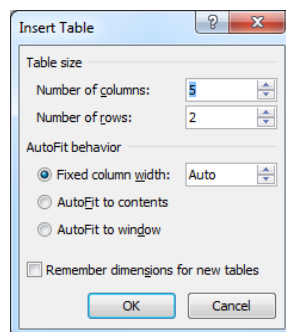 Insert Table
Table size
Number of columns: 5
Number of rows: 2
AutoFit behavior
Fixed column width: Auto
AutoFit to contents
AutoFit to window
Remember dimensions for new tables
OK Cancel